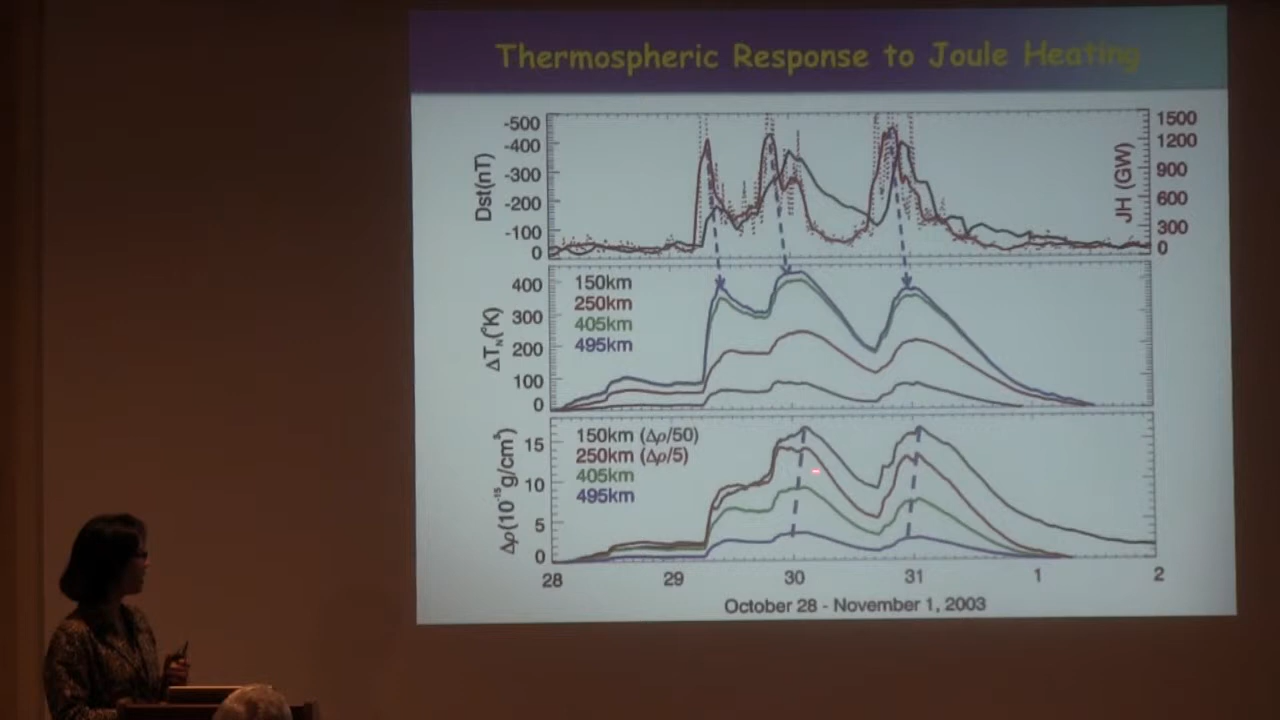 Thermospheric Response to Joule Heating
-500
-400
-300
-200
-100
0
Dst(nT)
1500
1200
900
600
300
0
JH (GW)
400
300
200
100
0
ΔT_N(°K)
150km
250km
405km
495km
15
10
5
0
Δρ(10⁻¹⁵g/cm³)
150km (Δρ/50)
250km (Δρ/5)
405km
495km
28 29 30 31 1 2
October 28 - November 1, 2003